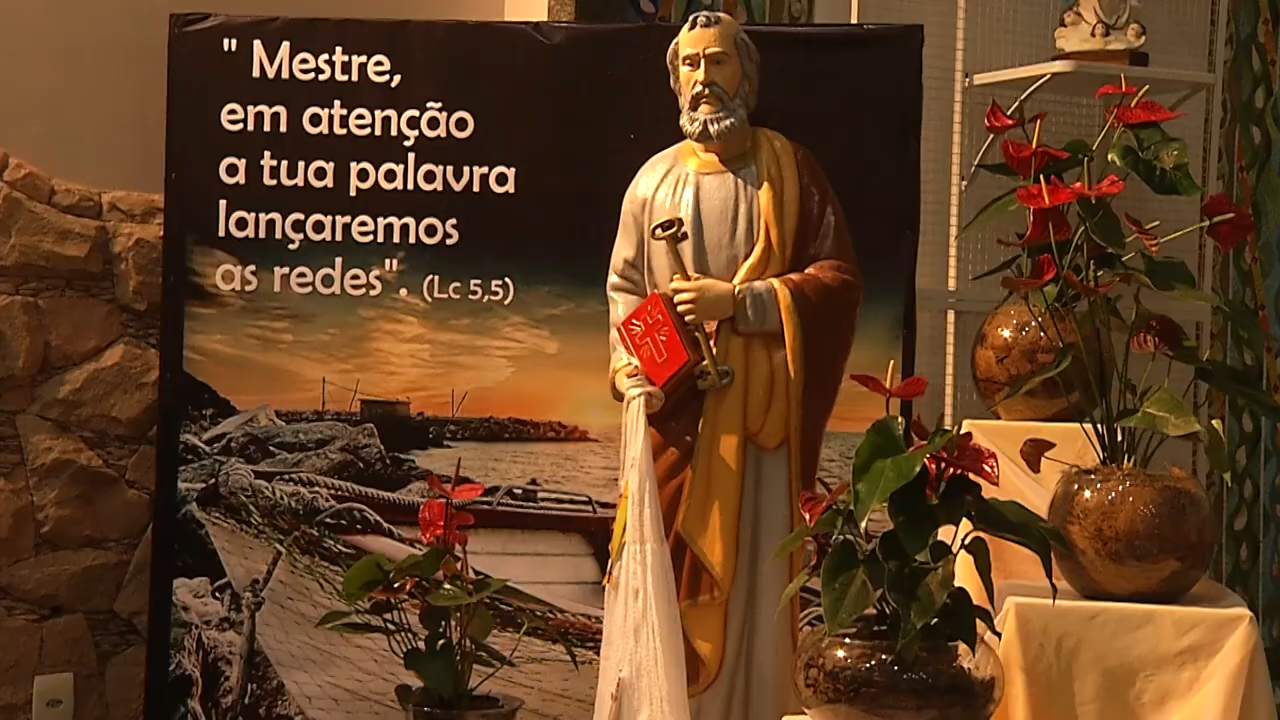 " Mestre,
em atenção
a tua palavra
lançaremos
as redes". (Lc 5,5)